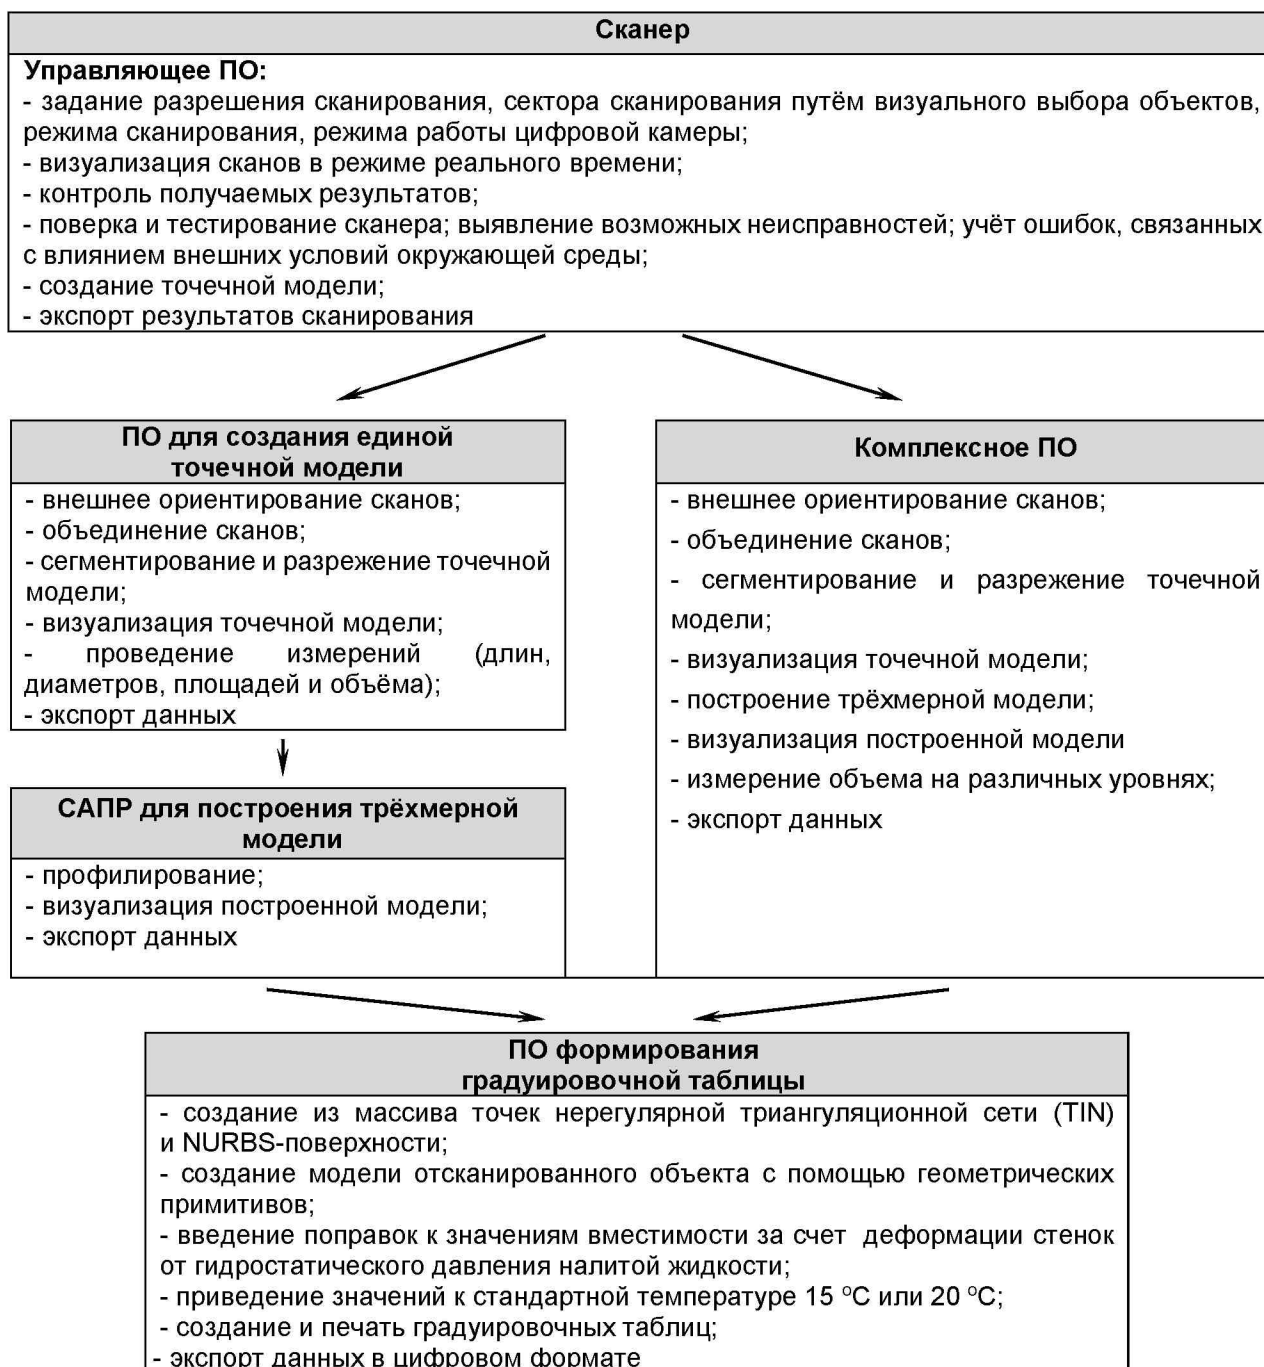 Сканер
Управляющее ПО:
- задание разрешения сканирования, сектора сканирования путём визуального выбора объектов,
режима сканирования, режима работы цифровой камеры;
- визуализация сканов в режиме реального времени;
- контроль получаемых результатов;
- поверка и тестирование сканера; выявление возможных неисправностей; учёт ошибок, связанных
с влиянием внешних условий окружающей среды;
- создание точечной модели;
- экспорт результатов сканирования
ПО для создания единой
точечной модели
- внешнее ориентирование сканов;
- объединение сканов;
- сегментирование и разрежение точечной
модели;
- визуализация точечной модели;
- проведение измерений (длин,
диаметров, площадей и объёма);
- экспорт данных
САПР для построения трёхмерной
модели
- профилирование;
- визуализация построенной модели;
- экспорт данных
Комплексное ПО
- внешнее ориентирование сканов;
- объединение сканов;
- сегментирование и разрежение точечной
модели;
- визуализация точечной модели;
- построение трёхмерной модели;
- визуализация построенной модели
- измерение объема на различных уровнях;
- экспорт данных
ПО формирования
градуировочной таблицы
- создание из массива точек нерегулярной триангуляционной сети (TIN)
и NURBS-поверхности;
- создание модели отсканированного объекта с помощью геометрических
примитивов;
- введение поправок к значениям вместимости за счет деформации стенок
от гидростатического давления налитой жидкости;
- приведение значений к стандартной температуре 15 °С или 20 °С;
- создание и печать градуировочных таблиц;
- экспорт данных в цифровом формате